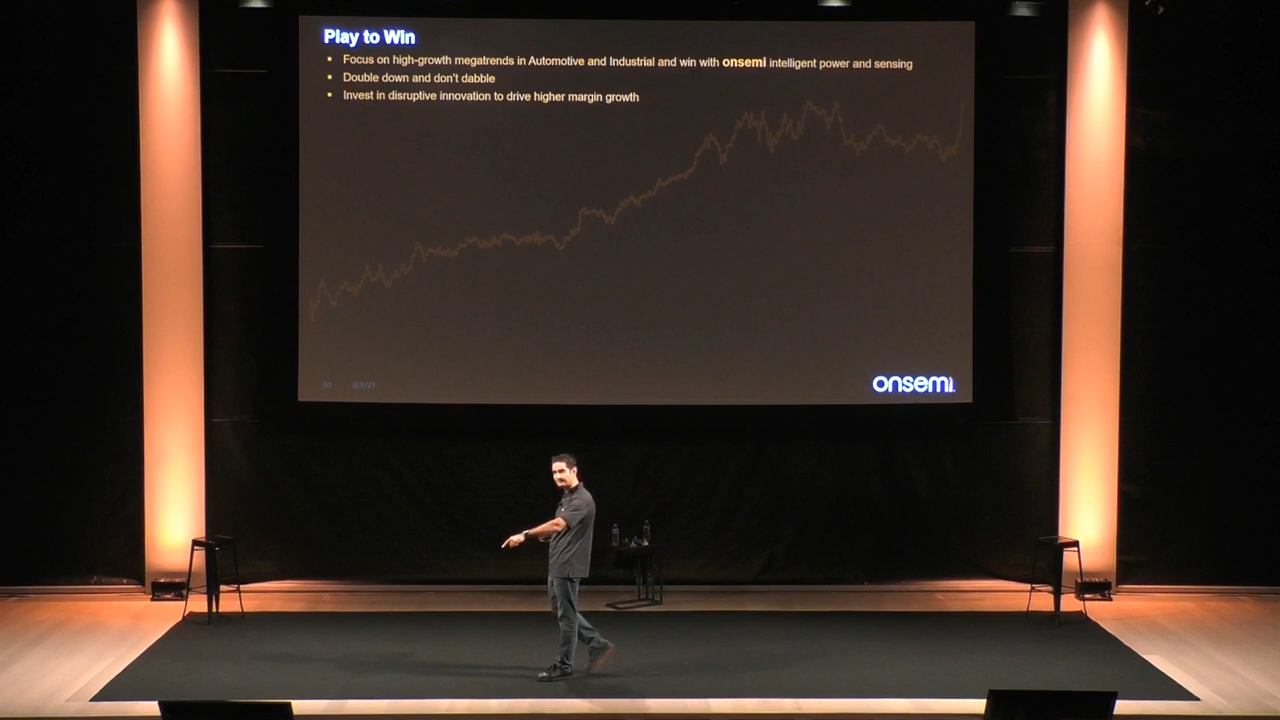 Play to Win
▪ Focus on high-growth megatrends in Automotive and Industrial and win with onsemi intelligent power and sensing
▪ Double down and don't dabble
▪ Invest in disruptive innovation to drive higher margin growth
onsemi